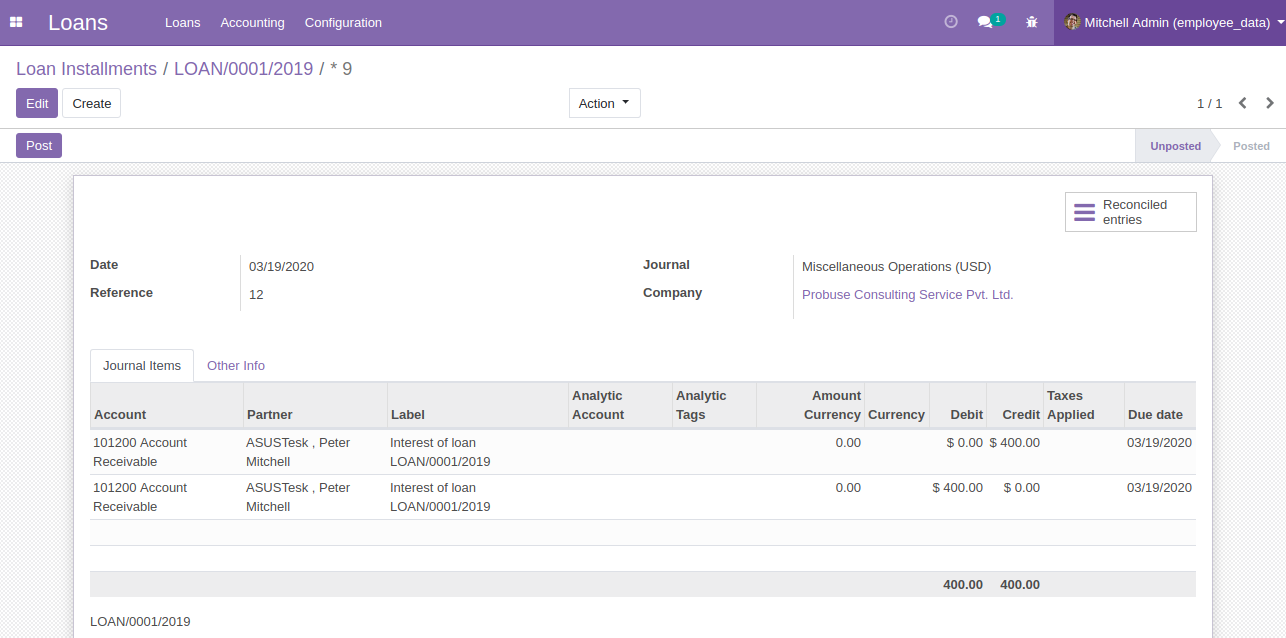 Loans Loans Accounting Configuration 1 Mitchell Admin (employee_data)
Loan Installments / LOAN/0001/2019 / * 9
Edit Create Action 1 / 1
Post Unposted Posted
Reconciled
entries
Date 03/19/2020 Journal Miscellaneous Operations (USD)
Reference 12 Company Probuse Consulting Service Pvt. Ltd.
Journal Items Other Info
Analytic Analytic Amount Taxes
Account Partner Label Account Tags Currency Currency Debit Credit Applied Due date
101200 Account ASUSTesk , Peter Interest of loan 0.00 $ 0.00 $ 400.00 03/19/2020
Receivable Mitchell LOAN/0001/2019
101200 Account ASUSTesk , Peter Interest of loan 0.00 $ 400.00 $ 0.00 03/19/2020
Receivable Mitchell LOAN/0001/2019
400.00 400.00
LOAN/0001/2019